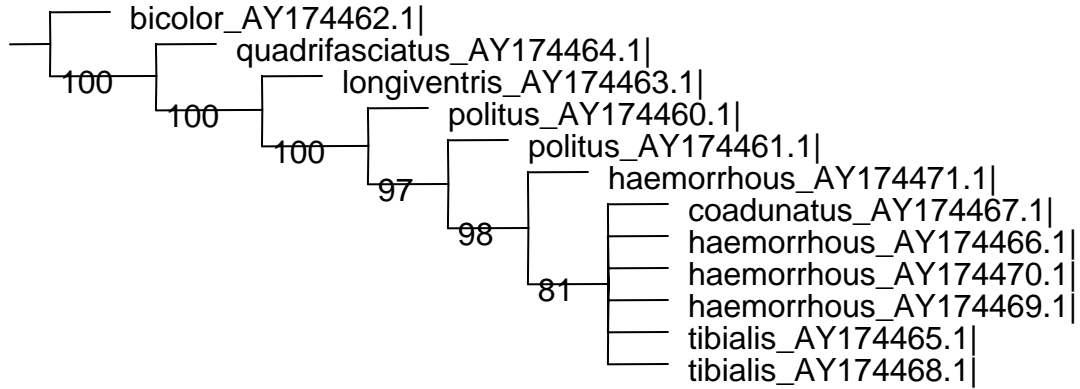 bicolor_AY174462.1|
quadrifasciatus_AY174464.1|
100
longiventris_AY174463.1|
100
politus_AY174460.1|
100
politus_AY174461.1|
97
haemorrhous_AY174471.1|
coadunatus_AY174467.1|
98
haemorrhous_AY174466.1|
haemorrhous_AY174470.1|
81
haemorrhous_AY174469.1|
tibialis_AY174465.1|
tibialis_AY174468.1|